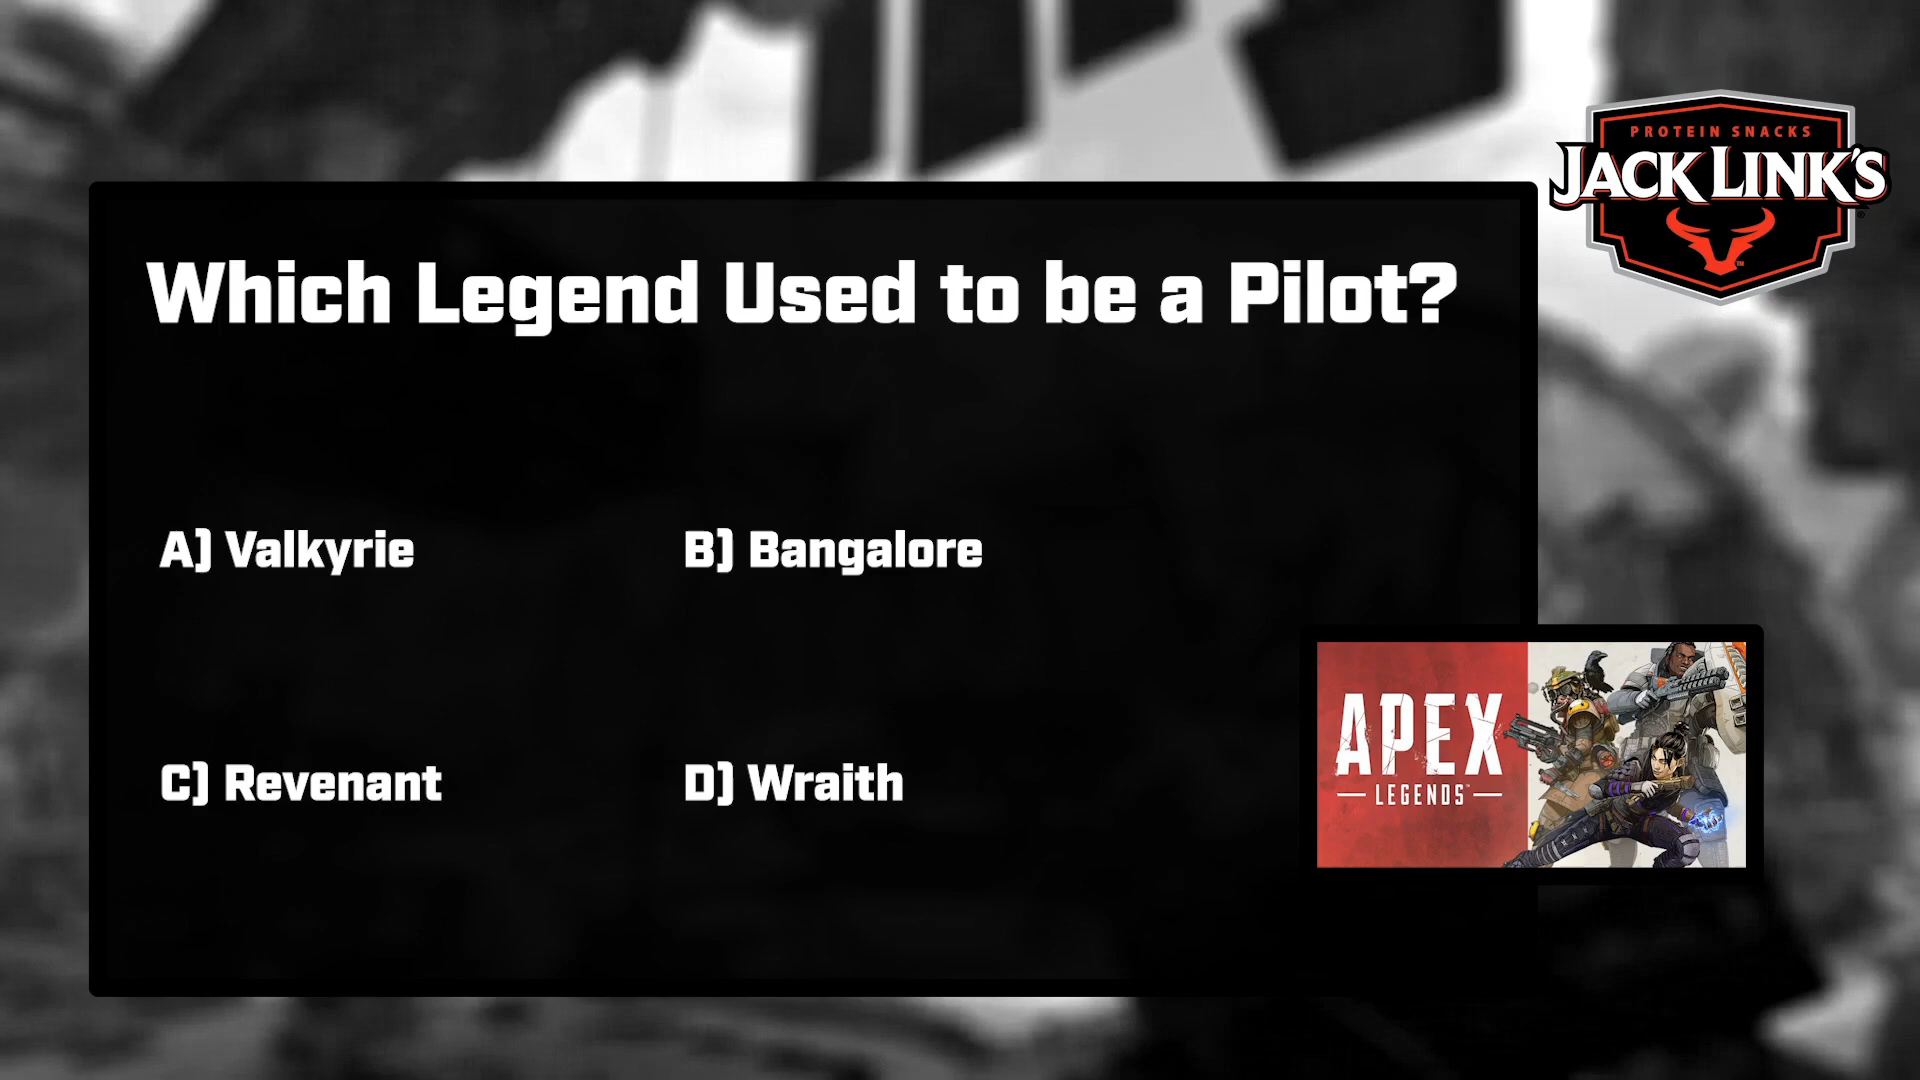 PROTEIN SNACKS
JACK LINK'S
Which Legend Used to be a Pilot?
A) Valkyrie
B) Bangalore
C) Revenant
D) Wraith
APEX
LEGENDS